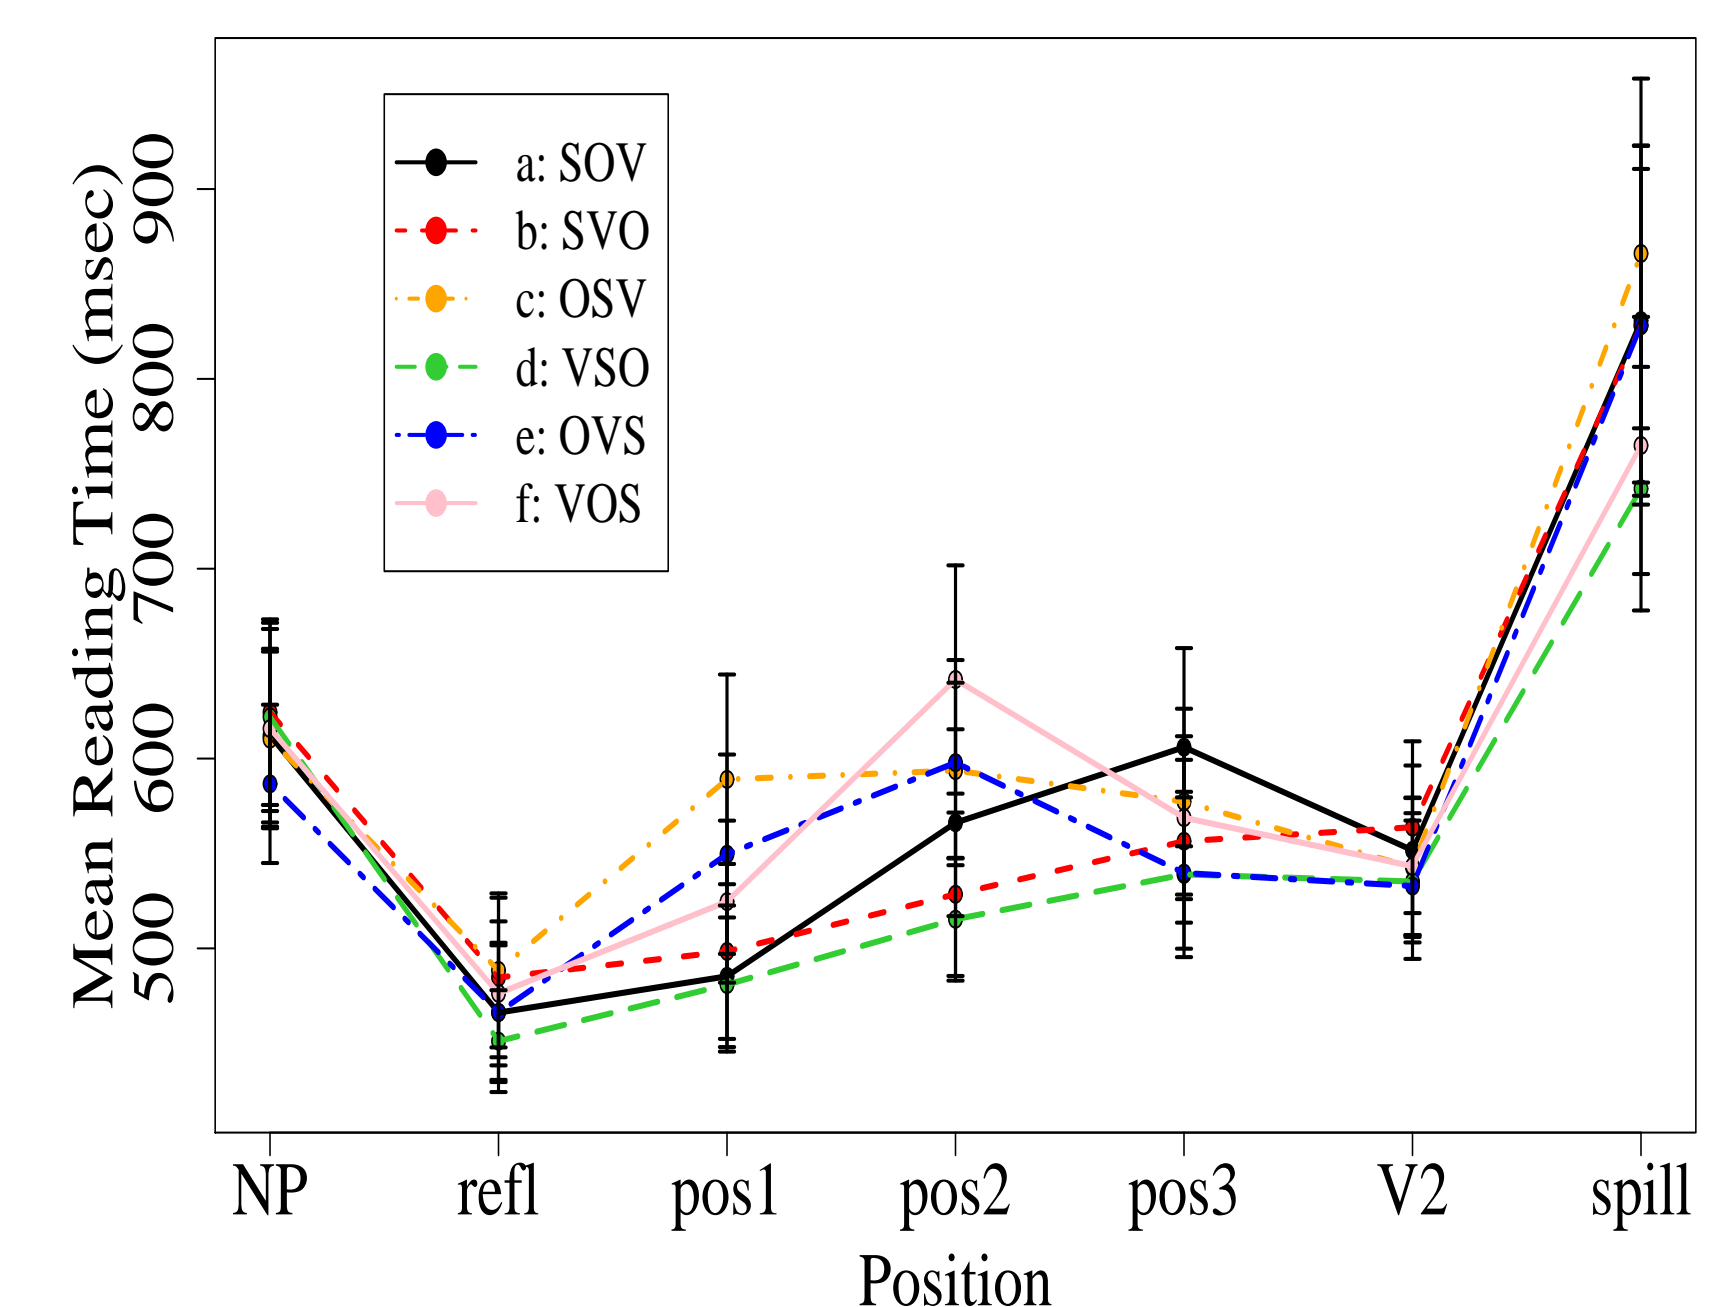 Mean Reading Time (msec)
900
800
700
600
500
a: SOV
b: SVO
c: OSV
d: VSO
e: OVS
f: VOS
NP refl pos1 pos2 pos3 V2 spill
Position